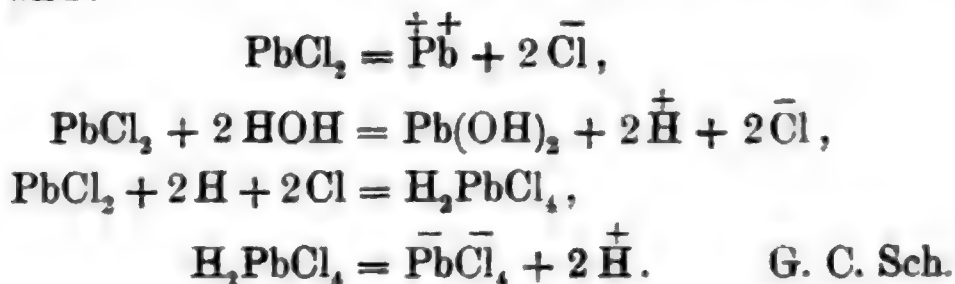 PbCl₂ = P̟̍b̍ + 2 C̄l,
PbCl₂ + 2 HOH = Pb(OH)₂ + 2 H⁺ + 2 Cl⁻,
PbCl₂ + 2 H + 2 Cl = H₂PbCl₄,
H₂PbCl₄ = P̄bC̄l₄ + 2 H⁺. G. C. Sch.